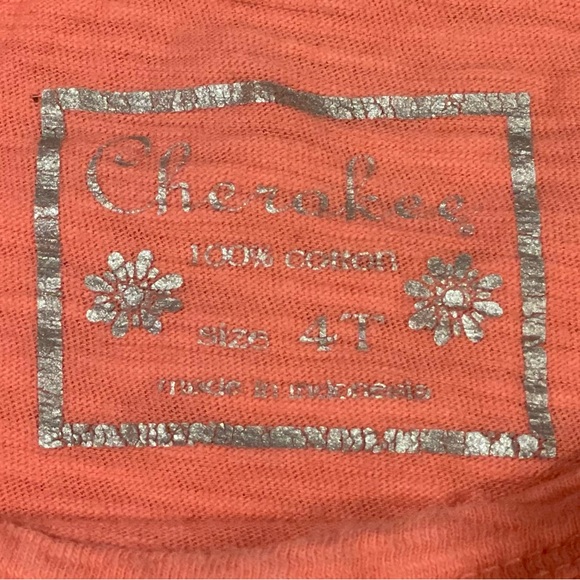 Cherokee
100% cotton
size 4T
made in indonesia